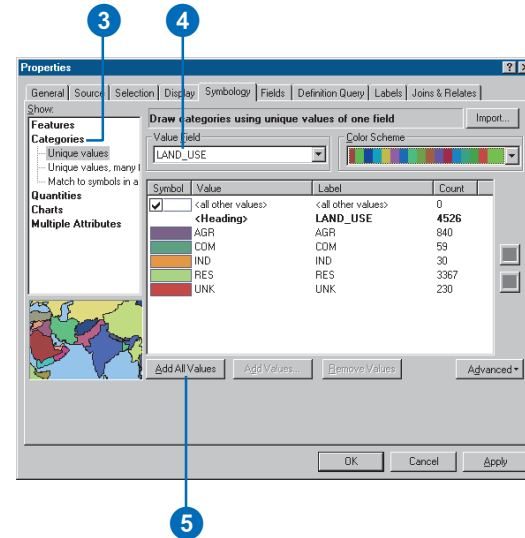 3 4
Properties
General Source Selection Display Symbology Fields Definition Query Labels Joins & Relates
Show:
Features
Categories
Unique values
Unique values, many f
Match to symbols in a
Quantities
Charts
Multiple Attributes
Draw categories using unique values of one field
Import...
Value Field
LAND_USE
Color Scheme
Symbol Value Label Count
<all other values> <all other values> 0
<Heading> LAND_USE 4526
AGR AGR 840
COM COM 59
IND IND 30
RES RES 3367
UNK UNK 230
Add All Values Add Values... Remove Values Advanced
OK Cancel Apply
5